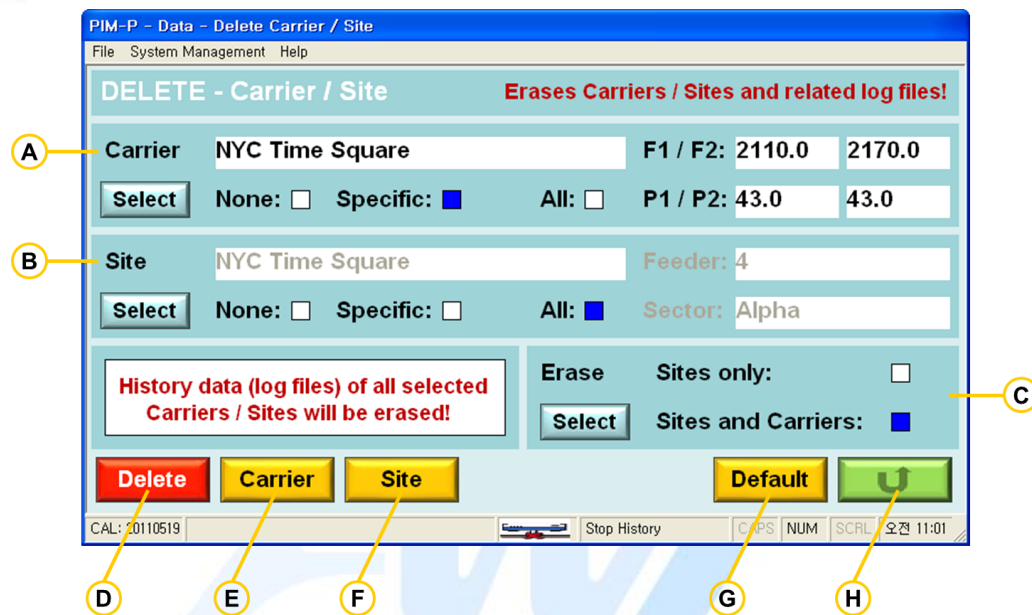 PIM-P - Data - Delete Carrier / Site
File System Management Help
DELETE - Carrier / Site Erases Carriers / Sites and related log files!
A Carrier NYC Time Square F1 / F2: 2110.0 2170.0
Select None: Specific: All: P1 / P2: 43.0 43.0
B Site NYC Time Square Feeder: 4
Select None: Specific: All: Sector: Alpha
History data (log files) of all selected
Carriers / Sites will be erased!
Erase Sites only:
C
Select Sites and Carriers:
Delete Carrier Site Default
CAL: 20110519 Stop History CAPS NUM SCRL 오전 11:01
D E F G H